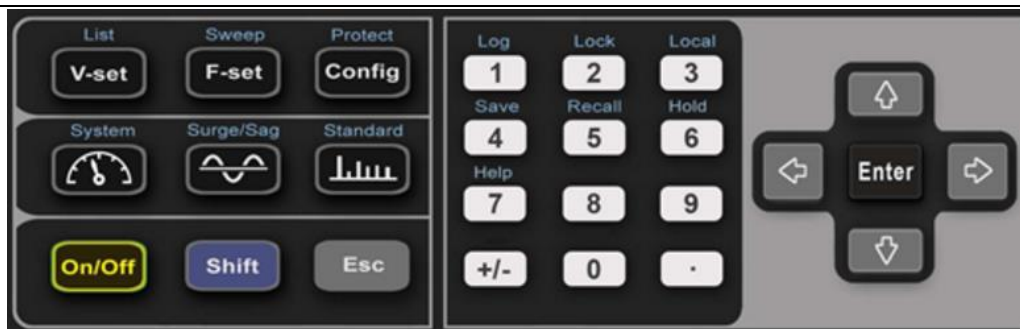 List Sweep Protect
V-set F-set Config
System Surge/Sag Standard
On/Off Shift Esc
Log Lock Local
1 2 3
Save Recall Hold
4 5 6
Help
7 8 9
+/- 0 .
Enter